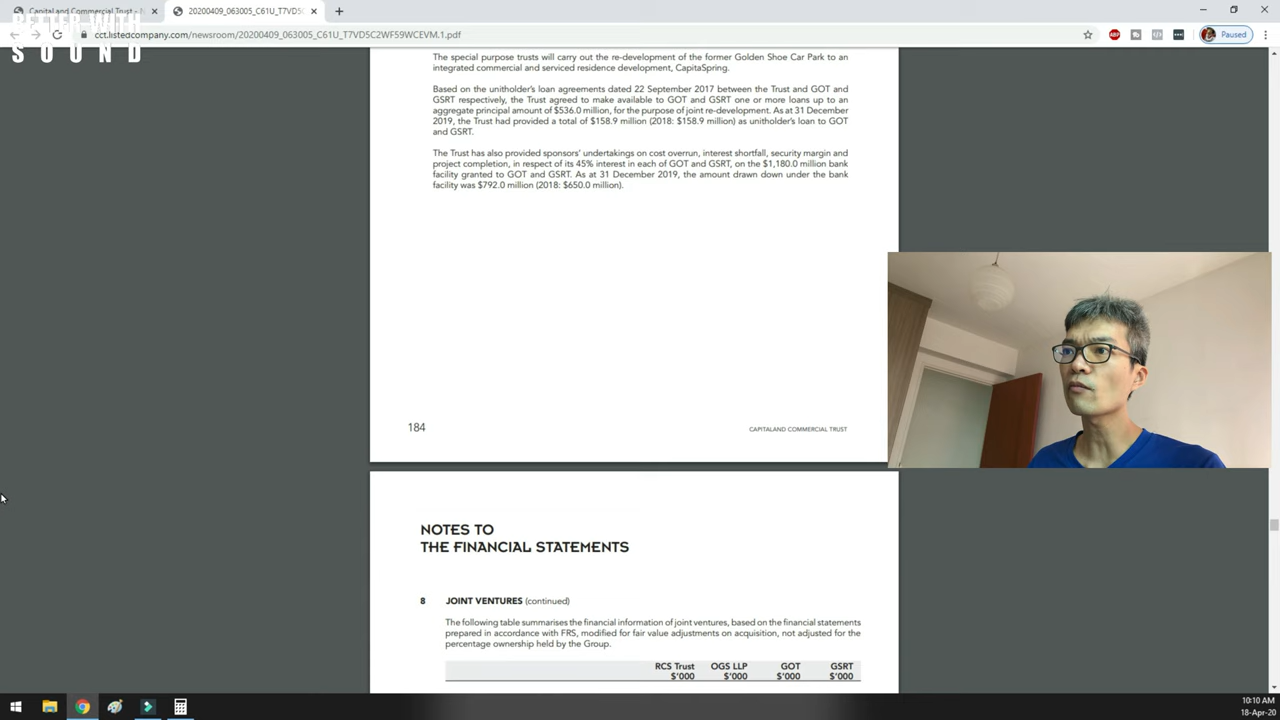 CapitaLand Commercial Trust - N
20200409_063005_C61U_T7VD5C
BETTER WITH
SOUND
cct.listedcompany.com/newsroom/20200409_063005_C61U_T7VD5C2WF59WCEVM.1.pdf
ABP
Paused
The special purpose trusts will carry out the re-development of the former Golden Shoe Car Park to an
integrated commercial and serviced residence development, CapitaSpring.
Based on the unitholder's loan agreements dated 22 September 2017 between the Trust and GOT and
GSRT respectively, the Trust agreed to make available to GOT and GSRT one or more loans up to an
aggregate principal amount of $536.0 million, for the purpose of joint re-development. As at 31 December
2019, the Trust had provided a total of $158.9 million (2018: $158.9 million) as unitholder's loan to GOT
and GSRT.
The Trust has also provided sponsors' undertakings on cost overrun, interest shortfall, security margin and
project completion, in respect of its 45% interest in each of GOT and GSRT, on the $1,180.0 million bank
facility granted to GOT and GSRT. As at 31 December 2019, the amount drawn down under the bank
facility was $792.0 million (2018: $650.0 million).
184
CAPITALAND COMMERCIAL TRUST
NOTES TO
THE FINANCIAL STATEMENTS
8 JOINT VENTURES (continued)
The following table summarises the financial information of joint ventures, based on the financial statements
prepared in accordance with FRS, modified for fair value adjustments on acquisition, not adjusted for the
percentage ownership held by the Group.
RCS Trust OGS LLP GOT GSRT
$'000 $'000 $'000 $'000
10:10 AM
18-Apr-20